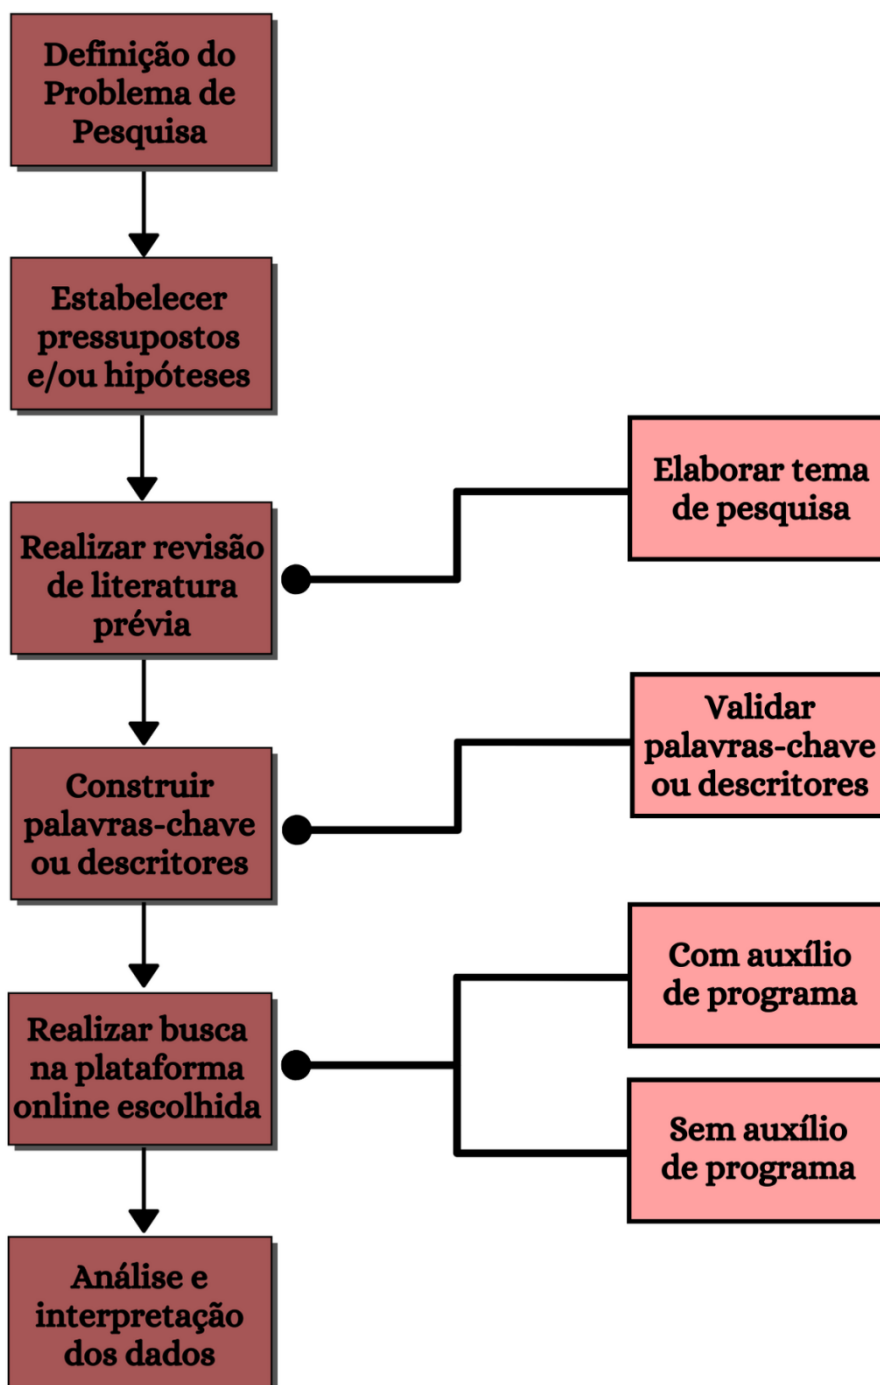 Definição do
Problema de
Pesquisa
Estabelecer
pressupostos
e/ou hipóteses
Realizar revisão
de literatura
prévia
Elaborar tema
de pesquisa
Construir
palavras-chave
ou descritores
Validar
palavras-chave
ou descritores
Realizar busca
na plataforma
online escolhida
Com auxílio
de programa
Sem auxílio
de programa
Análise e
interpretação
dos dados